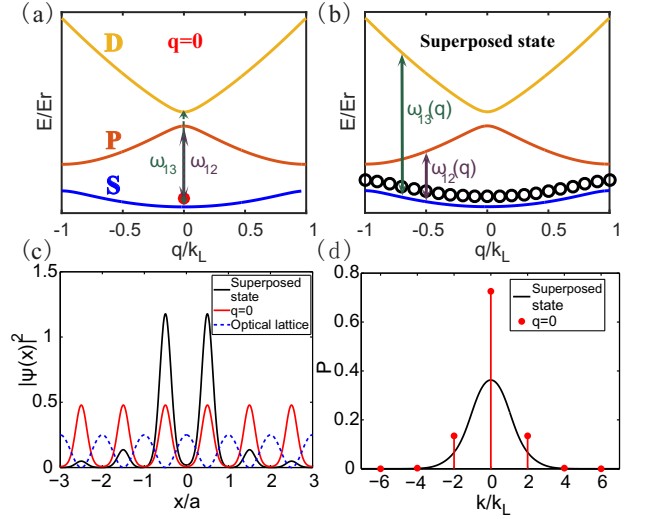 (a)
D
q=0
P
S
ω13
ω12
E/Er
-1
-0.5
0
0.5
1
q/kL
(b)
Superposed state
ω13(q)
ω12(q)
E/Er
-1
-0.5
0
0.5
1
q/kL
(c)
1.5
1
0.5
0
|ψ(x)|²
Superposed
state
q=0
Optical lattice
−3
−2
−1
0
1
2
3
x/a
(d)
0.8
0.6
0.4
0.2
0
P
Superposed
state
q=0
−6
−4
−2
0
2
4
6
k/kL